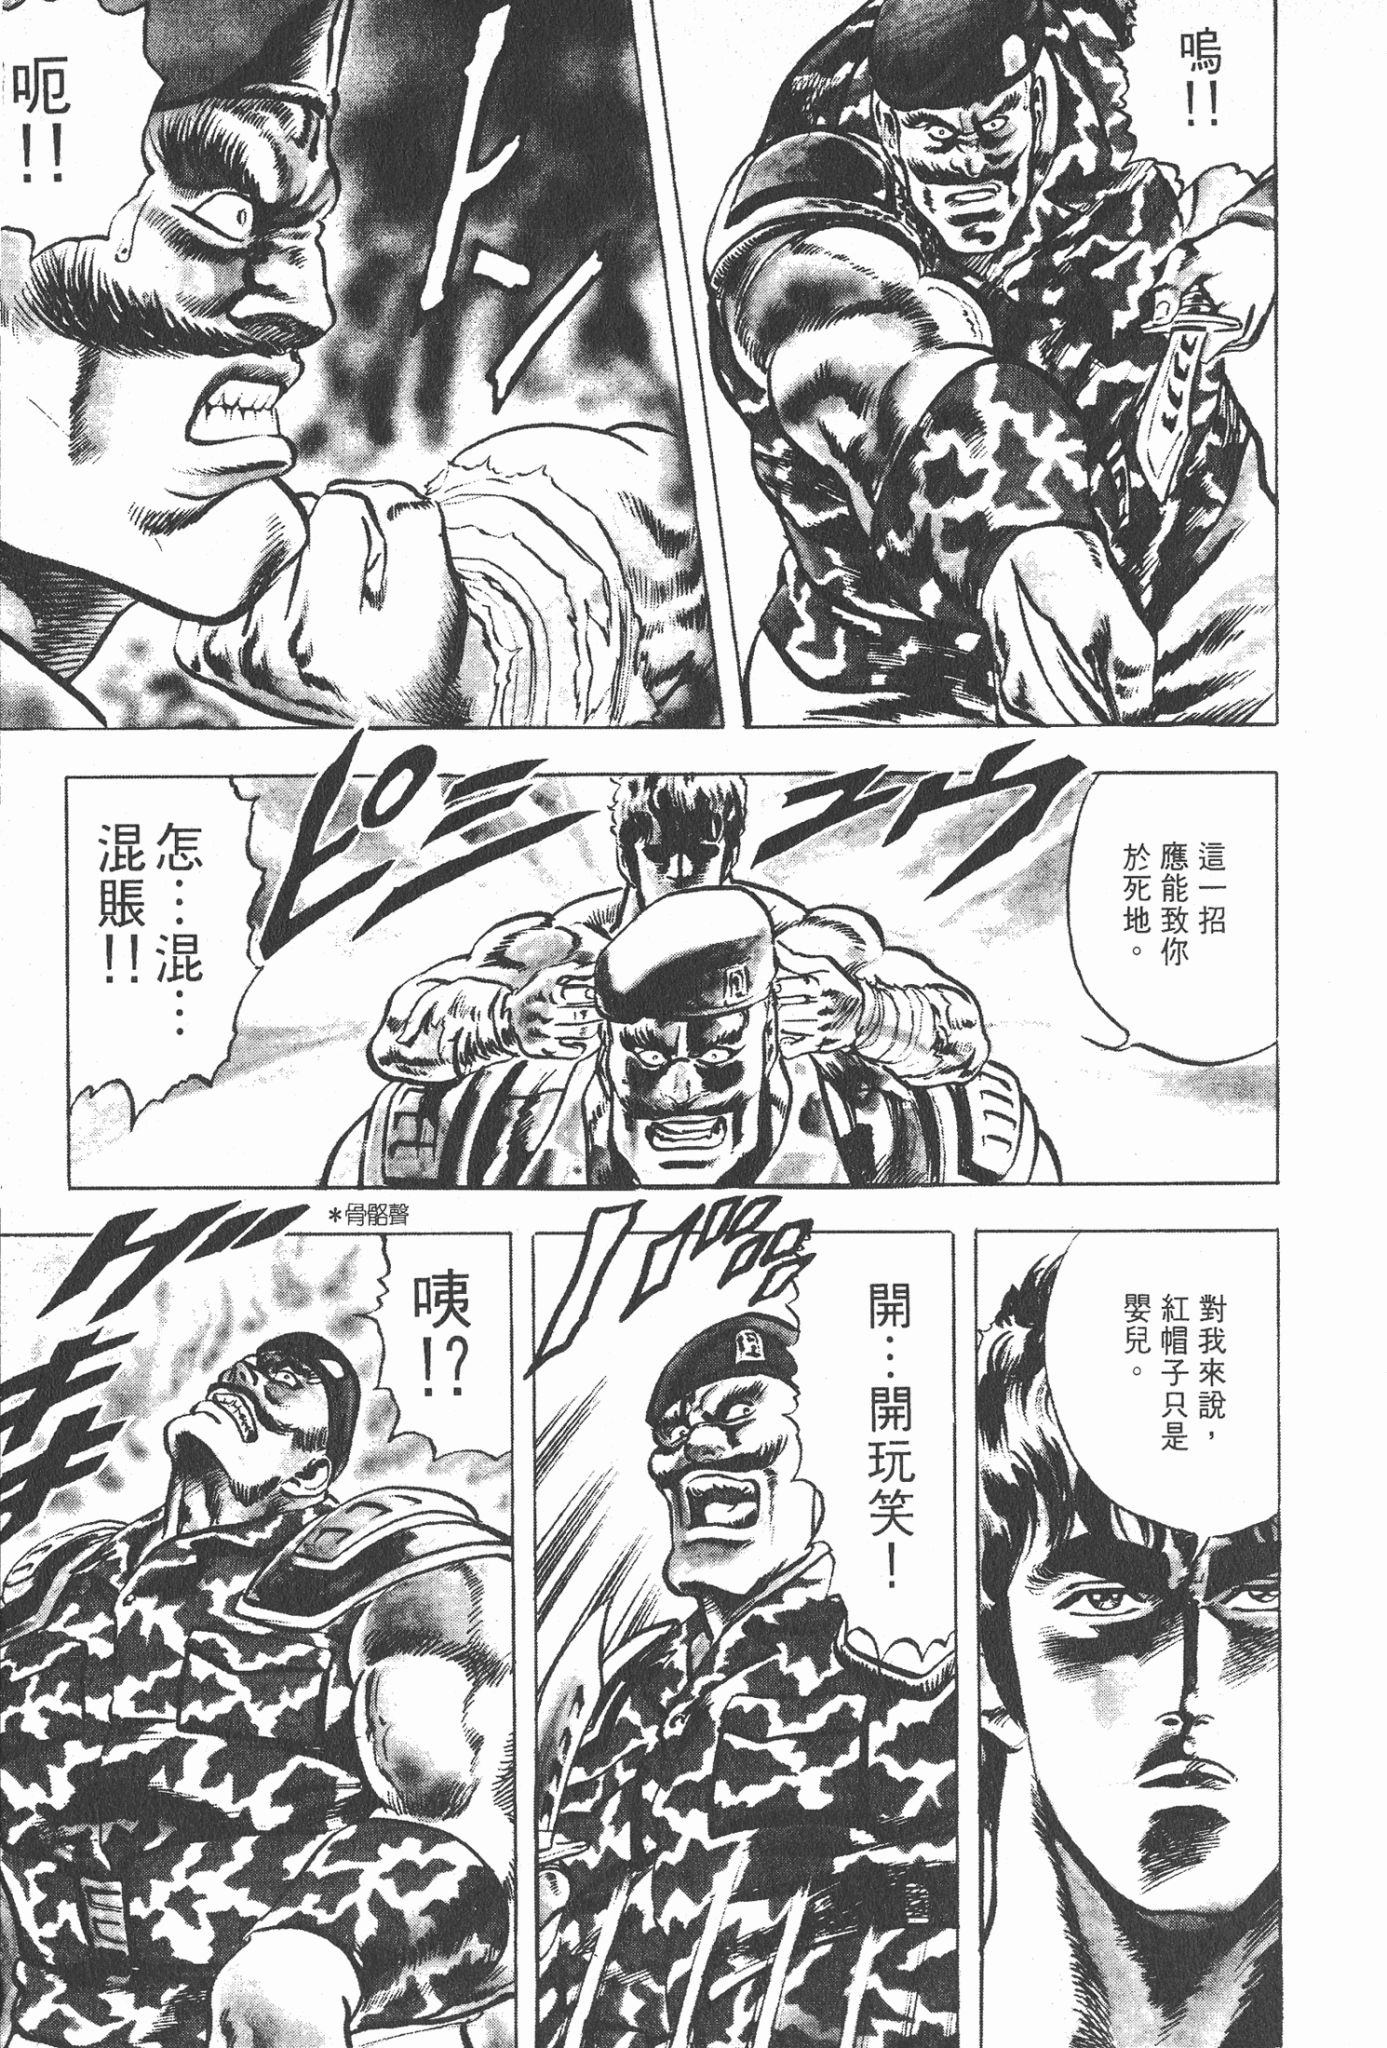 嗚!!
トン
呃!!
這一招
應能致你
於死地。
ピシュウ
怎…混…
混賬!!
對我來說，
紅帽子只是
嬰兒。
開…開玩笑！
咦!?
*骨骼聲